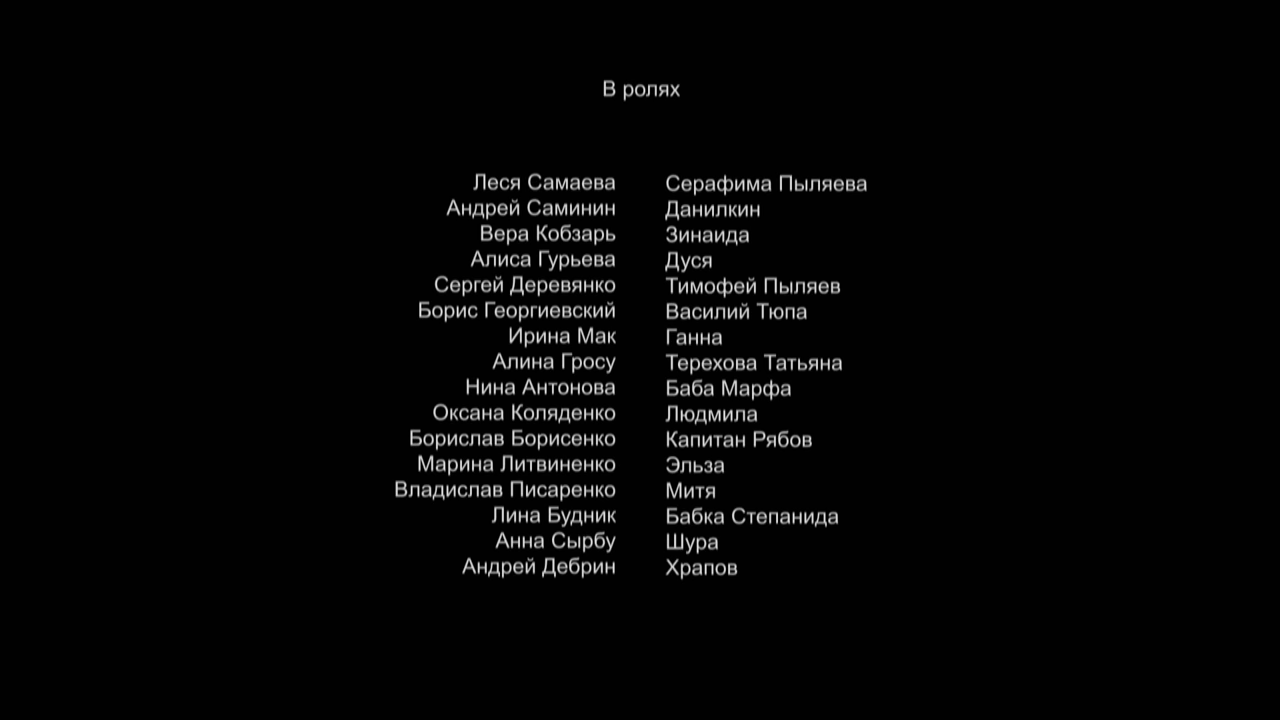 В ролях
Леся Самаева Серафима Пыляева
Андрей Саминин Данилкин
Вера Кобзарь Зинаида
Алиса Гурьева Дуся
Сергей Деревянко Тимофей Пыляев
Борис Георгиевский Василий Тюпа
Ирина Мак Ганна
Алина Гросу Терехова Татьяна
Нина Антонова Баба Марфа
Оксана Коляденко Людмила
Борислав Борисенко Капитан Рябов
Марина Литвиненко Эльза
Владислав Писаренко Митя
Лина Будник Бабка Степанида
Анна Сырбу Шура
Андрей Дебрин Храпов